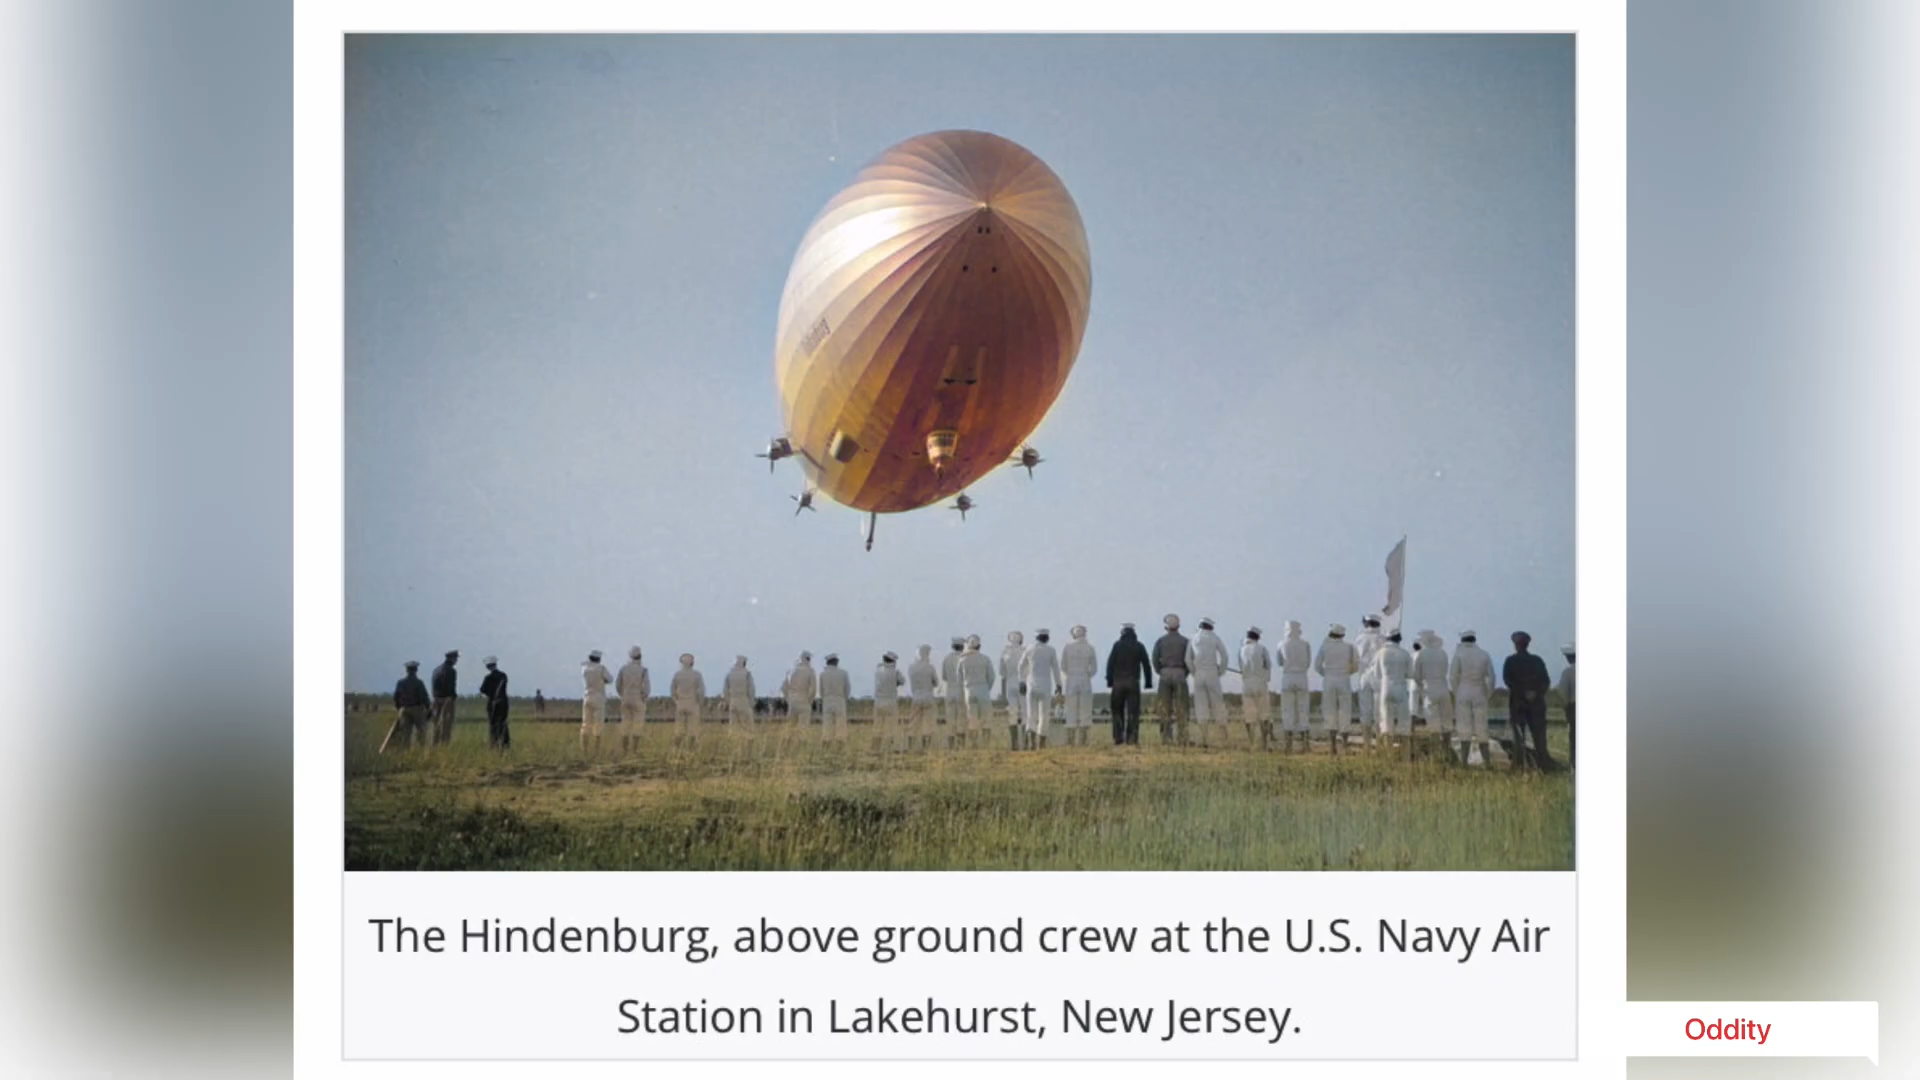 The Hindenburg, above ground crew at the U.S. Navy Air
Station in Lakehurst, New Jersey.
Oddity